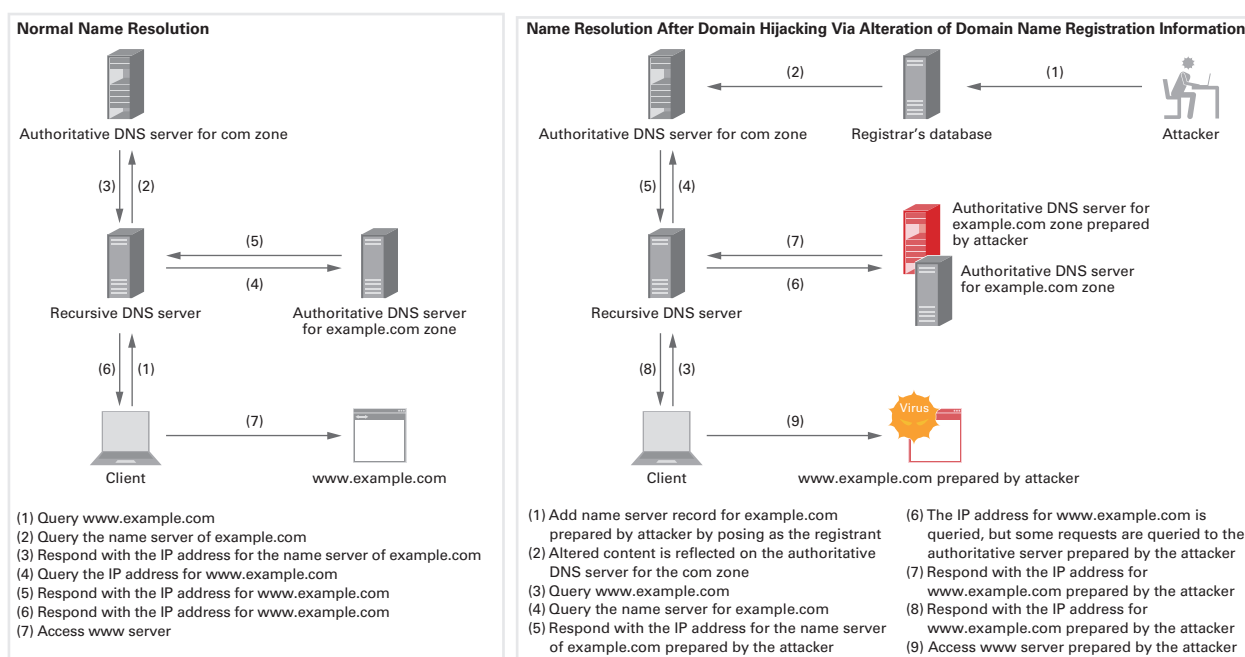 Normal Name Resolution
Authoritative DNS server for com zone
(3)
(2)
(5)
(4)
Recursive DNS server
Authoritative DNS server
for example.com zone
(6)
(1)
(7)
Client
www.example.com
(1) Query www.example.com
(2) Query the name server of example.com
(3) Respond with the IP address for the name server of example.com
(4) Query the IP address for www.example.com
(5) Respond with the IP address for www.example.com
(6) Respond with the IP address for www.example.com
(7) Access www server
Name Resolution After Domain Hijacking Via Alteration of Domain Name Registration Information
(2)
(1)
Authoritative DNS server for com zone
Registrar's database
Attacker
(5)
(4)
Authoritative DNS server for
example.com zone prepared
by attacker
(7)
(6)
Authoritative DNS server
for example.com zone
Recursive DNS server
(8)
(3)
Virus
(9)
Client
www.example.com prepared by attacker
(1) Add name server record for example.com
prepared by attacker by posing as the registrant
(2) Altered content is reflected on the authoritative
DNS server for the com zone
(3) Query www.example.com
(4) Query the name server for example.com
(5) Respond with the IP address for the name server
of example.com prepared by the attacker
(6) The IP address for www.example.com is
queried, but some requests are queried to the
authoritative server prepared by the attacker
(7) Respond with the IP address for
www.example.com prepared by the attacker
(8) Respond with the IP address for
www.example.com prepared by the attacker
(9) Access www server prepared by the attacker